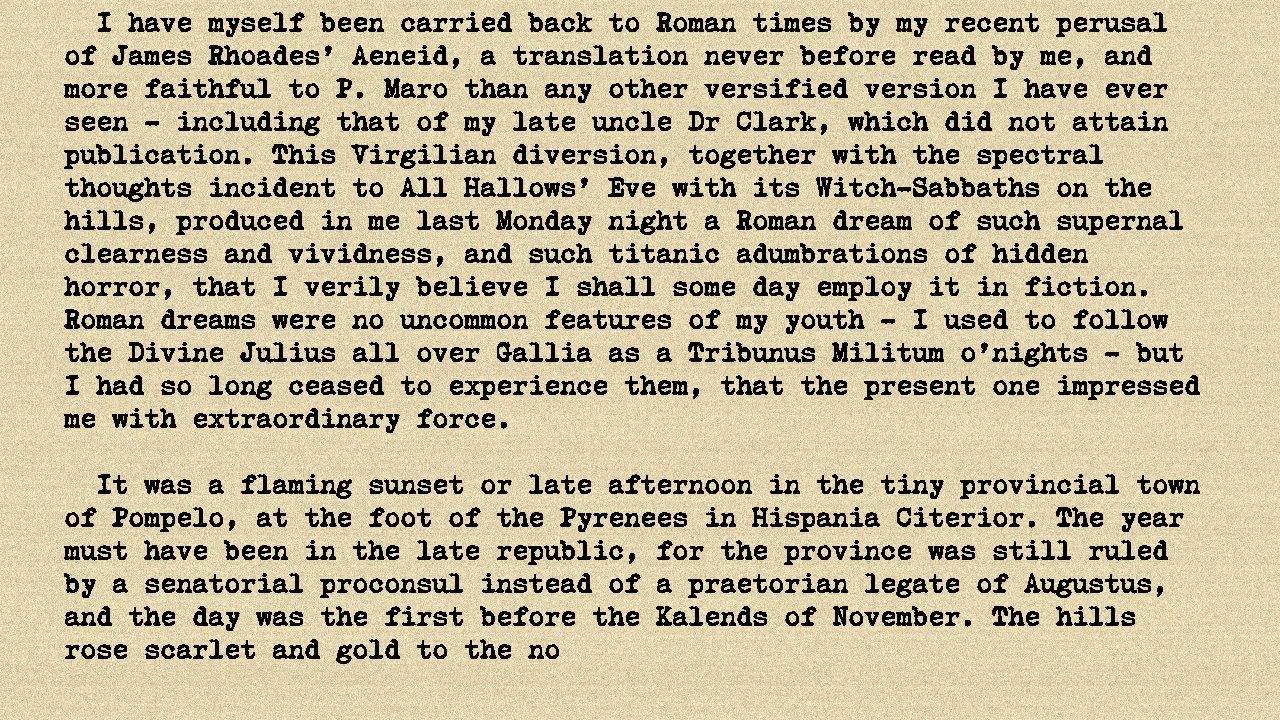 I have myself been carried back to Roman times by my recent perusal
of James Rhoades’ Aeneid, a translation never before read by me, and
more faithful to P. Maro than any other versified version I have ever
seen – including that of my late uncle Dr Clark, which did not attain
publication. This Virgilian diversion, together with the spectral
thoughts incident to All Hallows’ Eve with its Witch-Sabbaths on the
hills, produced in me last Monday night a Roman dream of such supernal
clearness and vividness, and such titanic adumbrations of hidden
horror, that I verily believe I shall some day employ it in fiction.
Roman dreams were no uncommon features of my youth – I used to follow
the Divine Julius all over Gallia as a Tribunus Militum o’nights – but
I had so long ceased to experience them, that the present one impressed
me with extraordinary force.
It was a flaming sunset or late afternoon in the tiny provincial town
of Pompelo, at the foot of the Pyrenees in Hispania Citerior. The year
must have been in the late republic, for the province was still ruled
by a senatorial proconsul instead of a praetorian legate of Augustus,
and the day was the first before the Kalends of November. The hills
rose scarlet and gold to the no